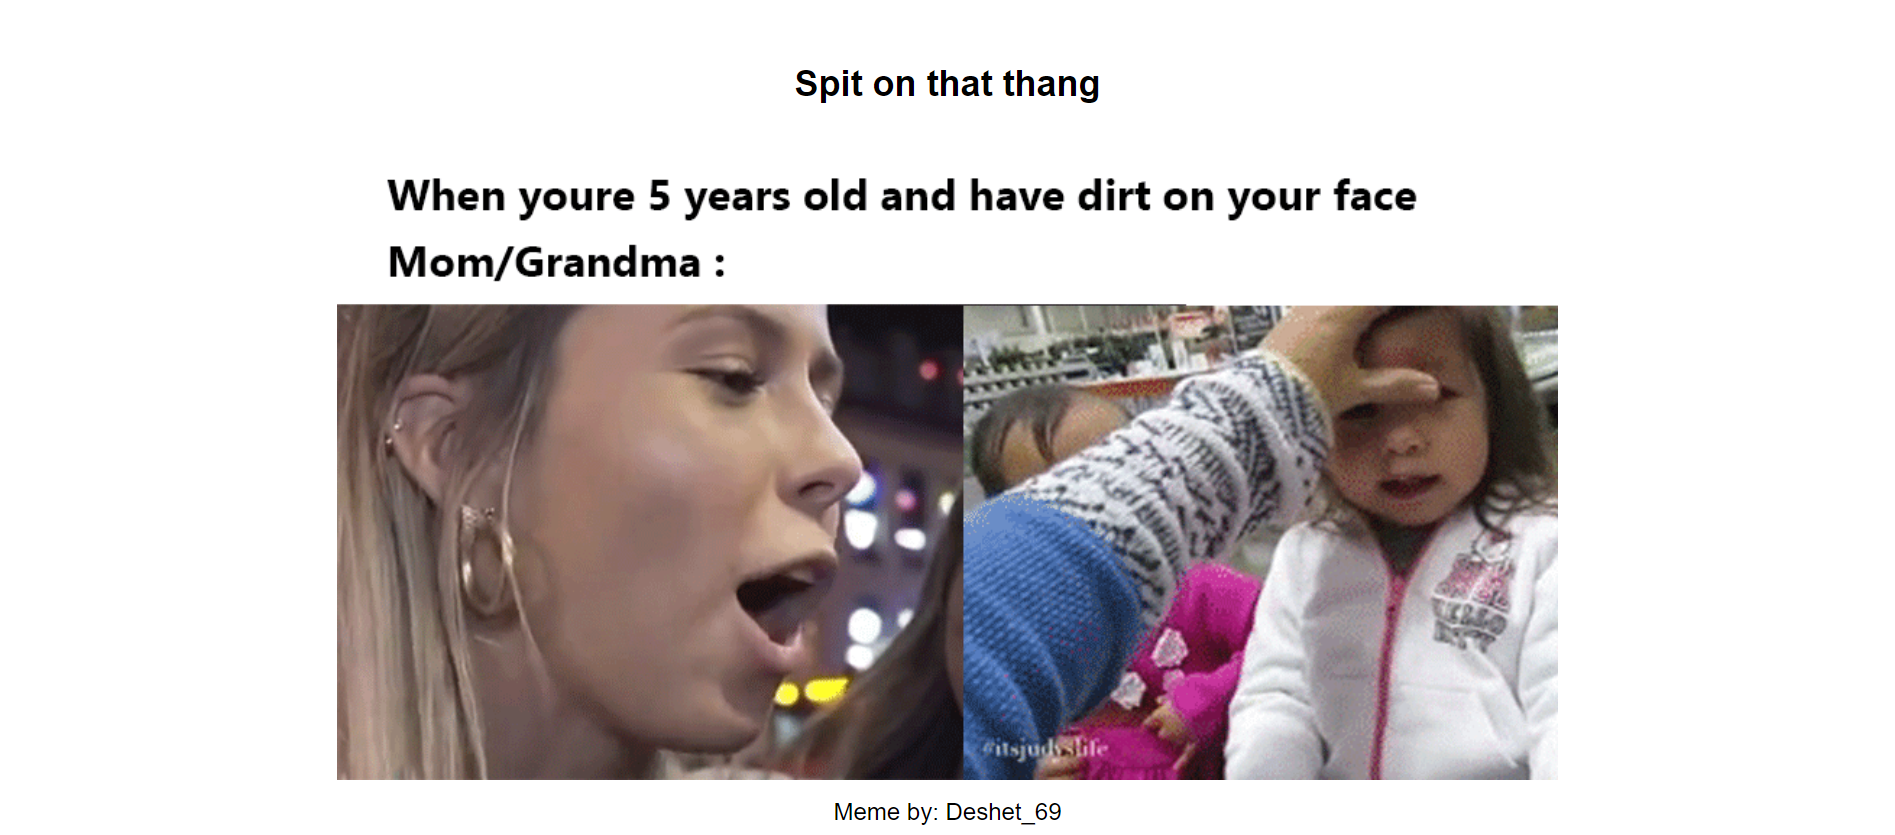 Spit on that thang
When youre 5 years old and have dirt on your face
Mom/Grandma :
@itsjudyslife
Meme by: Deshet_69